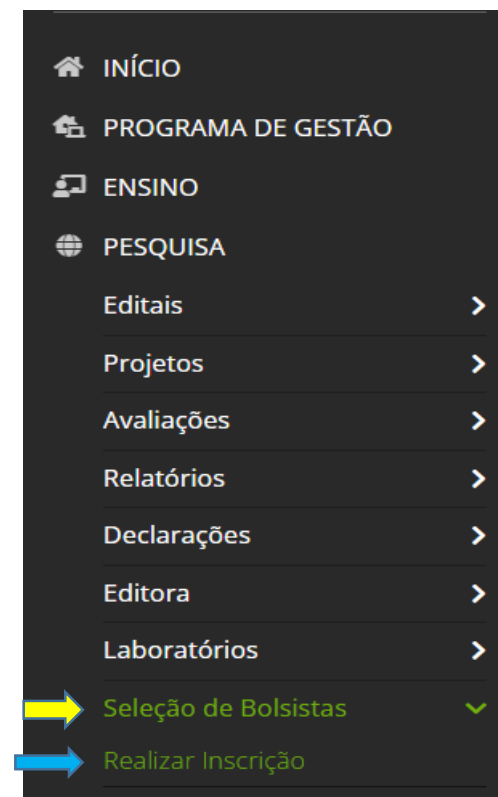 INÍCIO
PROGRAMA DE GESTÃO
ENSINO
PESQUISA
Editais
Projetos
Avaliações
Relatórios
Declarações
Editora
Laboratórios
Seleção de Bolsistas
Realizar Inscrição